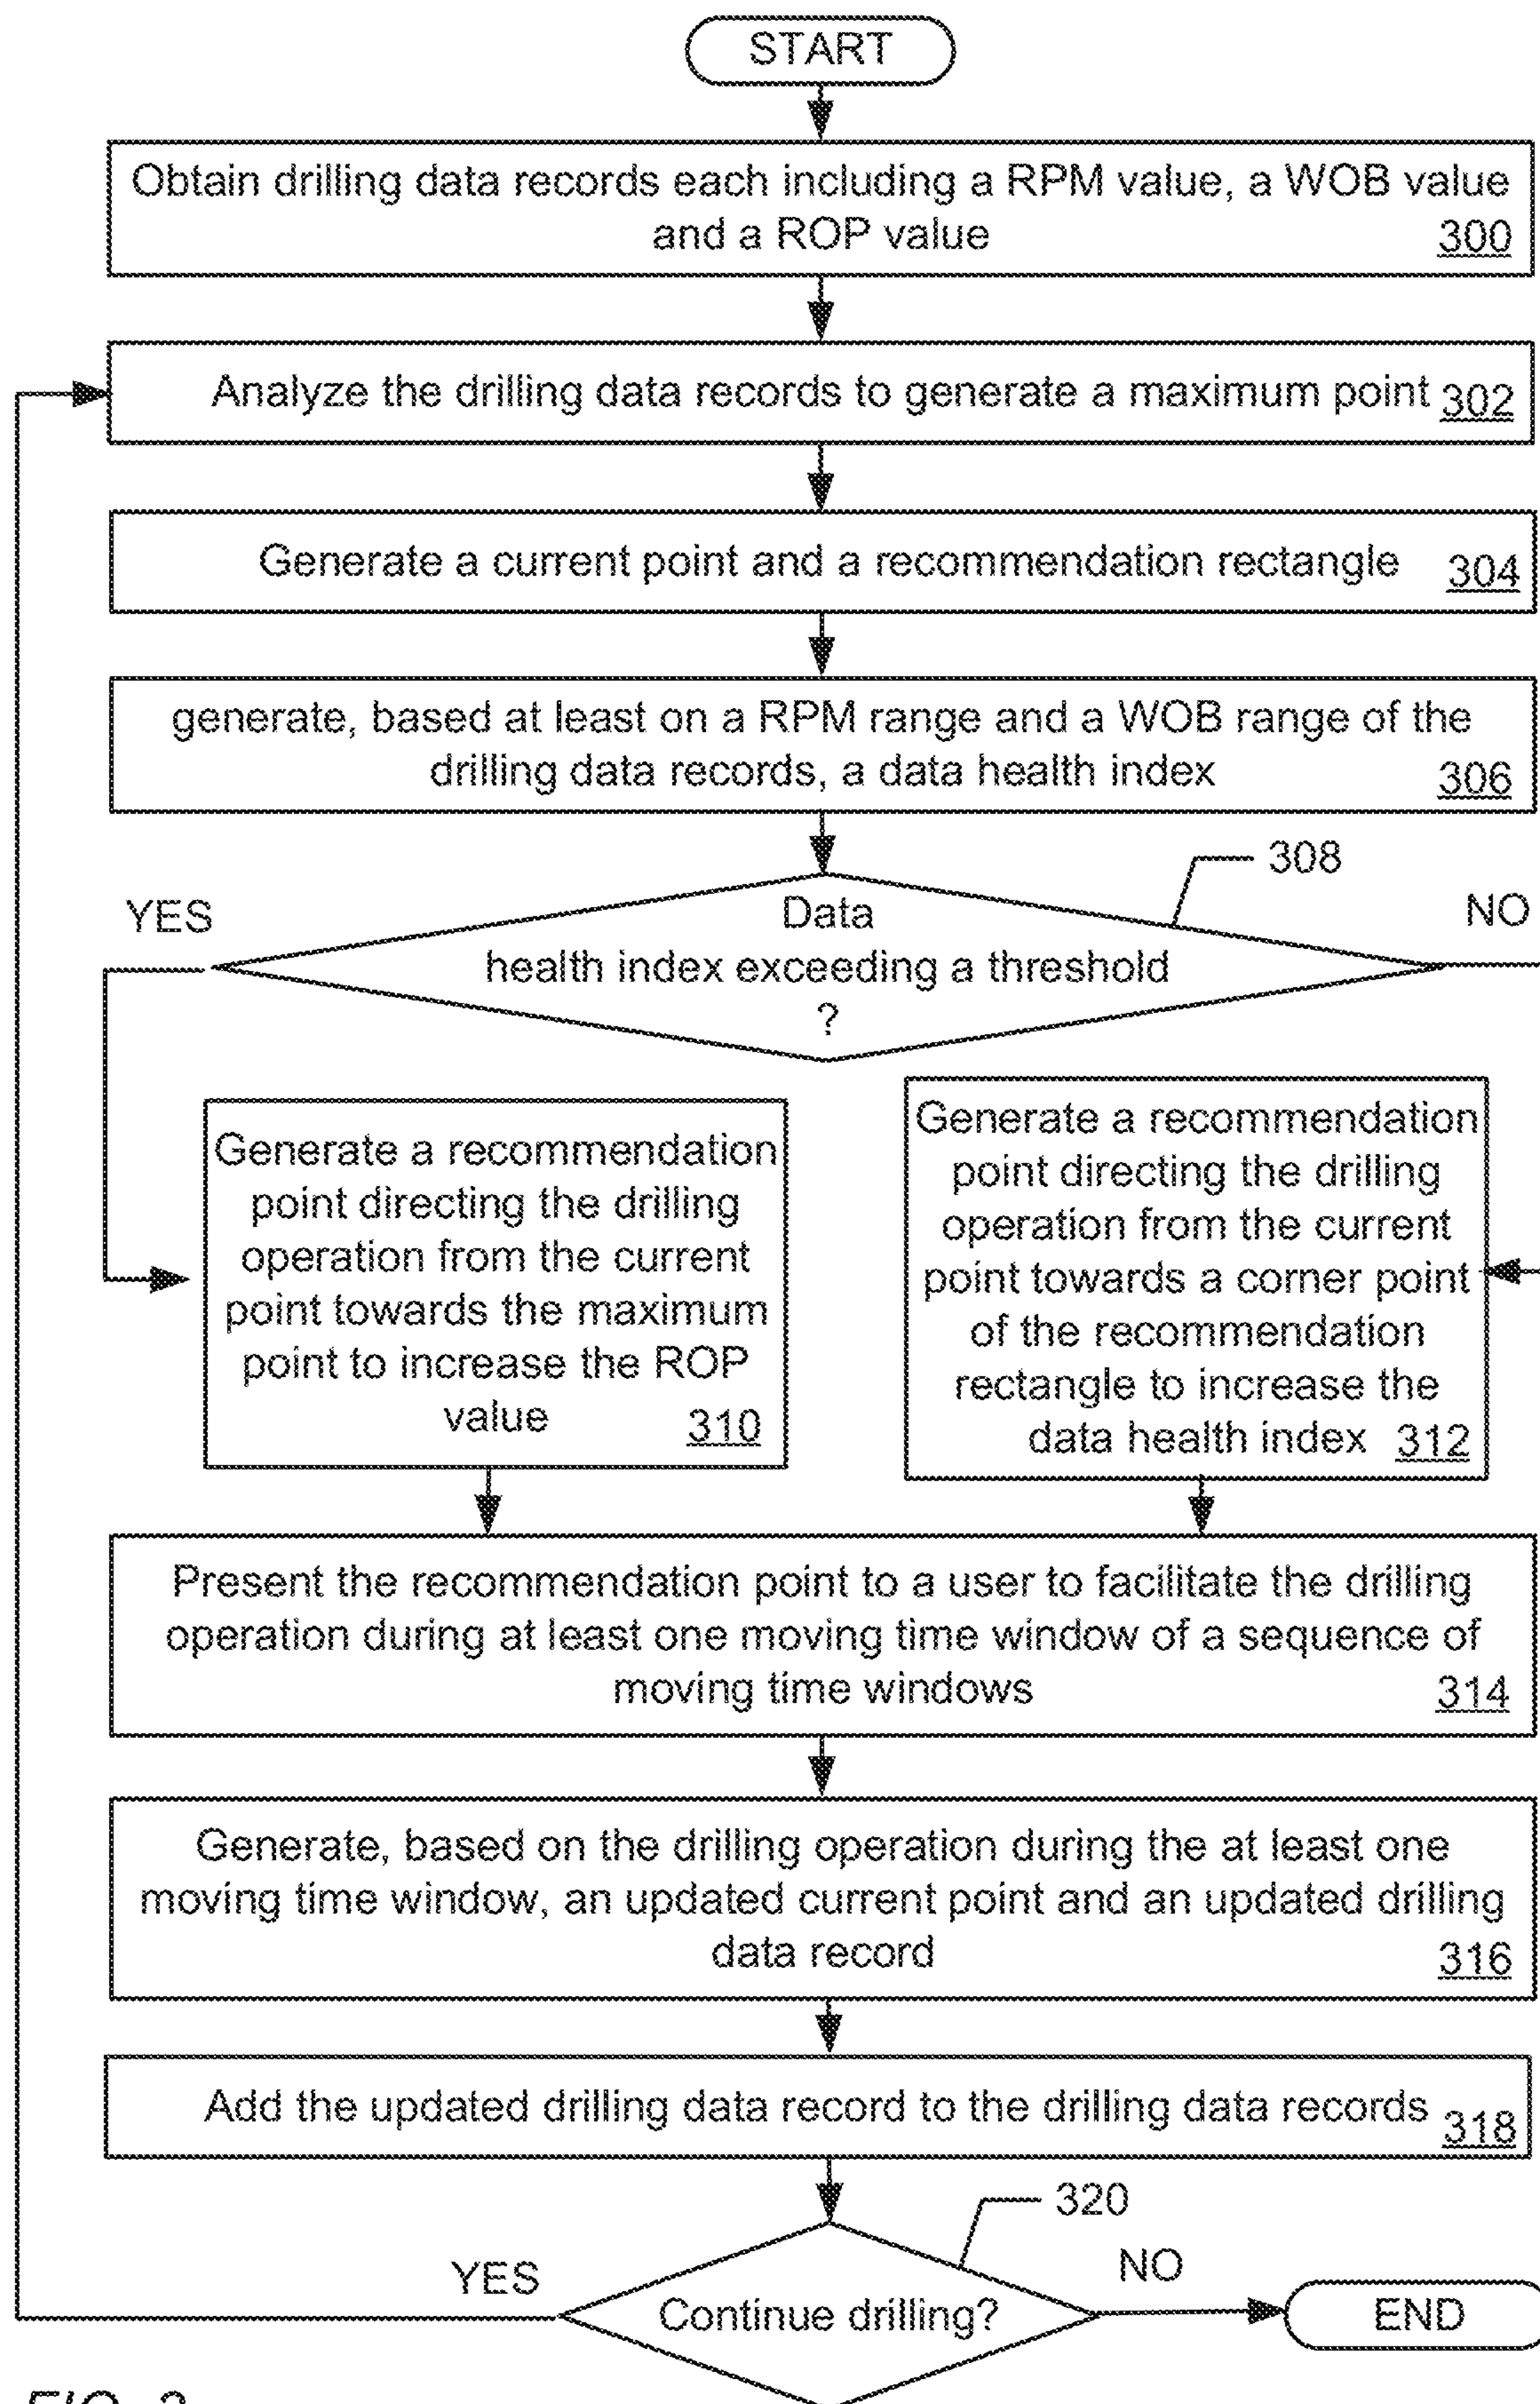 START
Obtain drilling data records each including a RPM value, a WOB value
and a ROP value
300
Analyze the drilling data records to generate a maximum point
302
Generate a current point and a recommendation rectangle
304
generate, based at least on a RPM range and a WOB range of the
drilling data records, a data health index
306
308
YES
NO
Data
health index exceeding a threshold
?
Generate a recommendation
point directing the drilling
operation from the current
point towards the maximum
point to increase the ROP
value
310
Generate a recommendation
point directing the drilling
operation from the current
point towards a corner point
of the recommendation
rectangle to increase the
data health index
312
Present the recommendation point to a user to facilitate the drilling
operation during at least one moving time window of a sequence of
moving time windows
314
Generate, based on the drilling operation during the at least one
moving time window, an updated current point and an updated drilling
data record
316
Add the updated drilling data record to the drilling data records
318
320
YES
NO
Continue drilling?
END